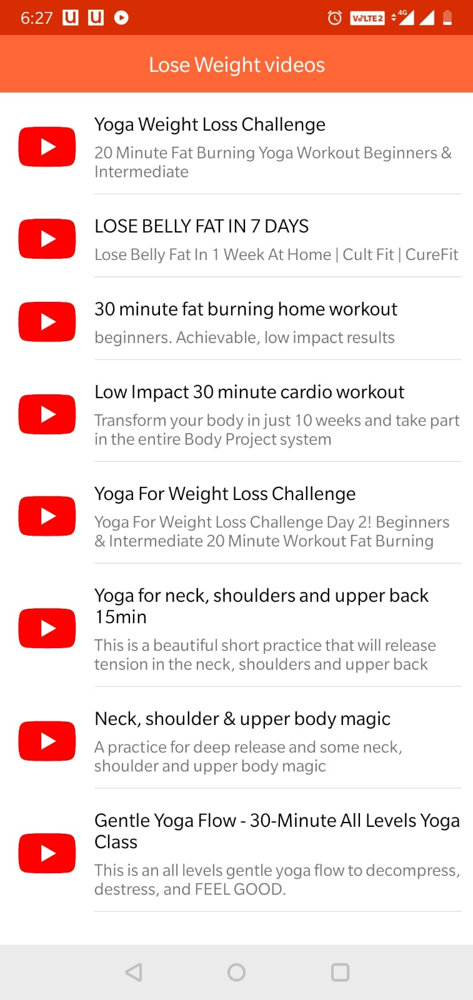 6:27
VoLTE2 4G
Lose Weight videos
Yoga Weight Loss Challenge
20 Minute Fat Burning Yoga Workout Beginners &
Intermediate
LOSE BELLY FAT IN 7 DAYS
Lose Belly Fat In 1 Week At Home | Cult Fit | CureFit
30 minute fat burning home workout
beginners. Achievable, low impact results
Low Impact 30 minute cardio workout
Transform your body in just 10 weeks and take part
in the entire Body Project system
Yoga For Weight Loss Challenge
Yoga For Weight Loss Challenge Day 2! Beginners
& Intermediate 20 Minute Workout Fat Burning
Yoga for neck, shoulders and upper back
15min
This is a beautiful short practice that will release
tension in the neck, shoulders and upper back
Neck, shoulder & upper body magic
A practice for deep release and some neck,
shoulder and upper body magic
Gentle Yoga Flow - 30-Minute All Levels Yoga
Class
This is an all levels gentle yoga flow to decompress,
destress, and FEEL GOOD.